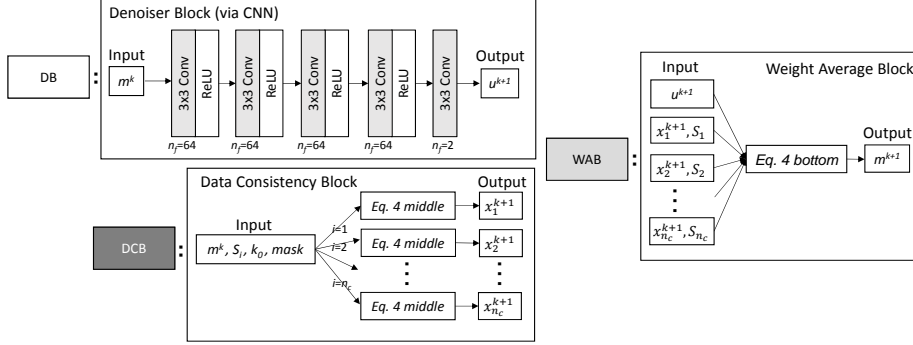 Denoiser Block (via CNN)
DB
:
Input
m^k
3x3 Conv
ReLU
3x3 Conv
ReLU
3x3 Conv
ReLU
3x3 Conv
ReLU
3x3 Conv
Output
u^{k+1}
n_f=64
n_f=64
n_f=64
n_f=64
n_f=2
Data Consistency Block
DCB
:
Input
m^k, S_i, k_0, mask
i=1
i=2
i=n_c
Eq. 4 middle
Eq. 4 middle
Eq. 4 middle
Output
x_1^{k+1}
x_2^{k+1}
x_{n_c}^{k+1}
Weight Average Block
WAB
:
Input
u^{k+1}
x_1^{k+1}, S_1
x_2^{k+1}, S_2
x_{n_c}^{k+1}, S_{n_c}
Eq. 4 bottom
Output
m^{k+1}